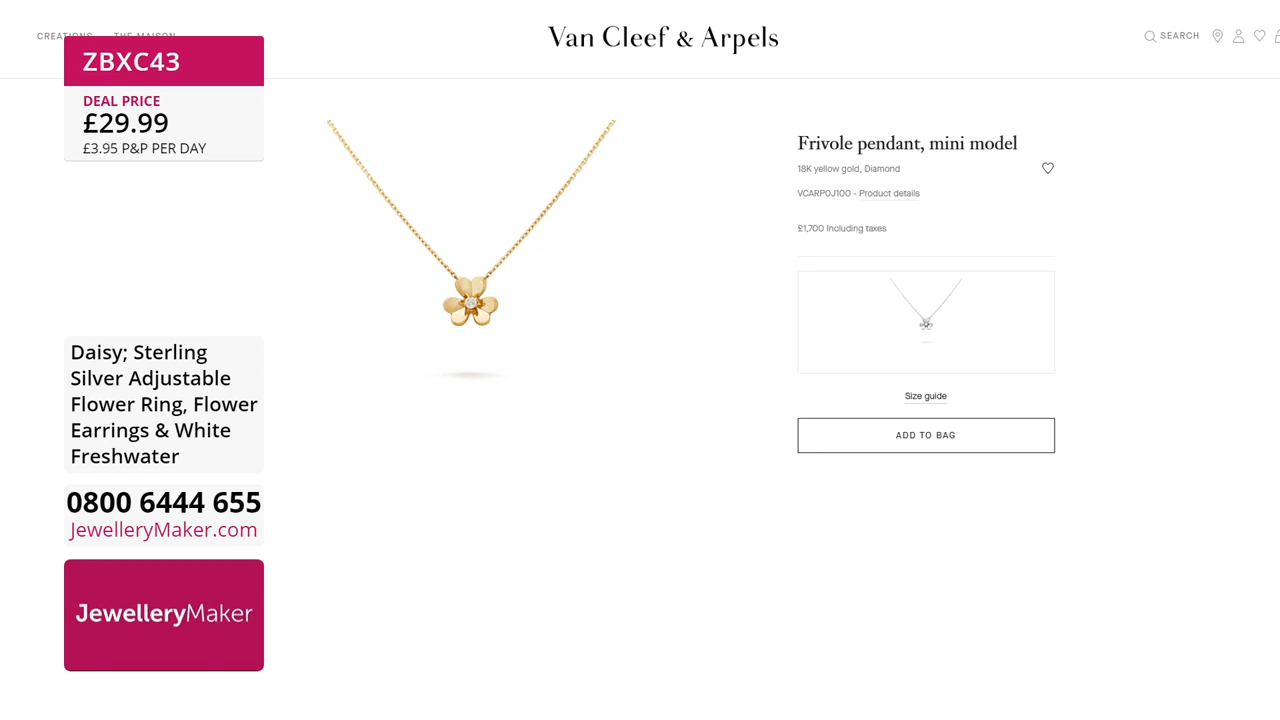 CREATIONS THE MAISON
Van Cleef & Arpels
SEARCH
ZBXC43
DEAL PRICE
£29.99
£3.95 P&P PER DAY
Frivole pendant, mini model
18K yellow gold, Diamond
VCARP0J100 - Product details
£1,700 Including taxes
Size guide
ADD TO BAG
Daisy; Sterling
Silver Adjustable
Flower Ring, Flower
Earrings & White
Freshwater
0800 6444 655
JewelleryMaker.com
JewelleryMaker